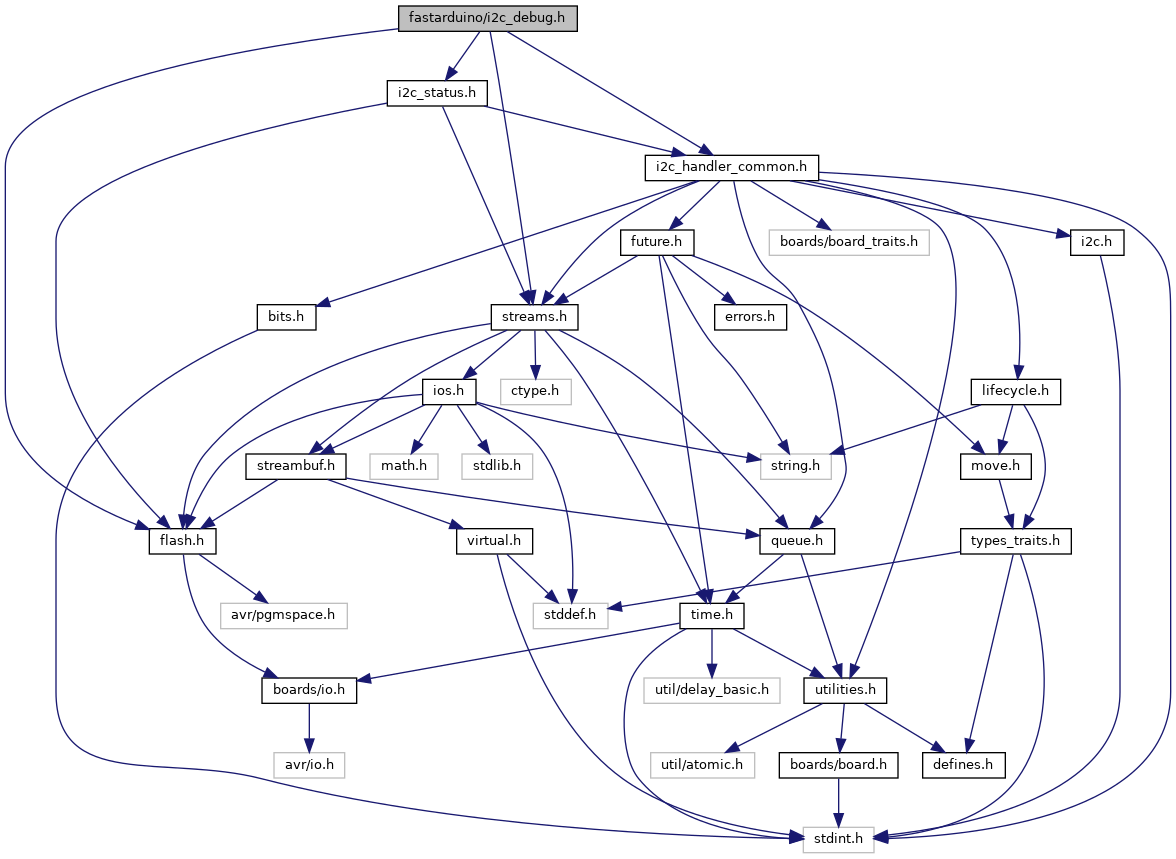 fastarduino/i2c_debug.h
i2c_status.h
i2c_handler_common.h
future.h
boards/board_traits.h
i2c.h
bits.h
streams.h
errors.h
ios.h
ctype.h
lifecycle.h
streambuf.h
math.h
stdlib.h
string.h
move.h
flash.h
virtual.h
queue.h
types_traits.h
avr/pgmspace.h
stddef.h
time.h
boards/io.h
util/delay_basic.h
utilities.h
avr/io.h
util/atomic.h
boards/board.h
defines.h
stdint.h